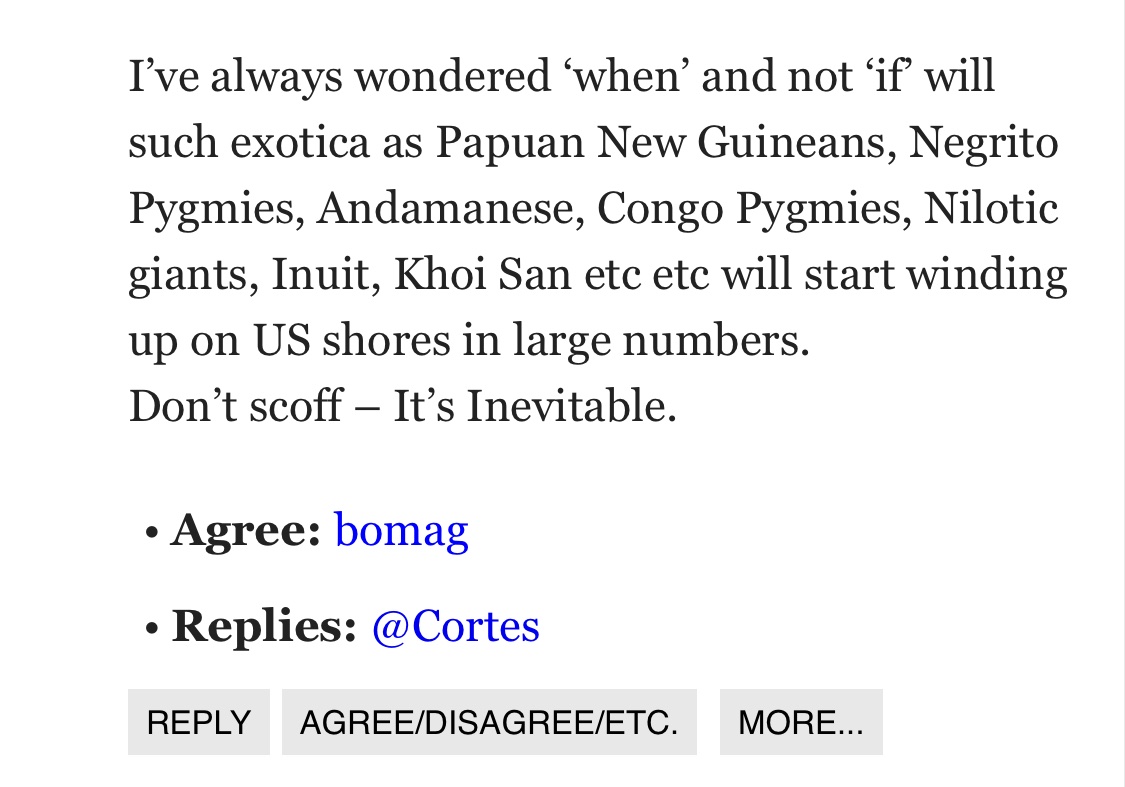 I’ve always wondered ‘when’ and not ‘if’ will
such exotica as Papuan New Guineans, Negrito
Pygmies, Andamanese, Congo Pygmies, Nilotic
giants, Inuit, Khoi San etc etc will start winding
up on US shores in large numbers.
Don’t scoff – It’s Inevitable.
• Agree: bomag
• Replies: @Cortes
REPLY AGREE/DISAGREE/ETC. MORE...